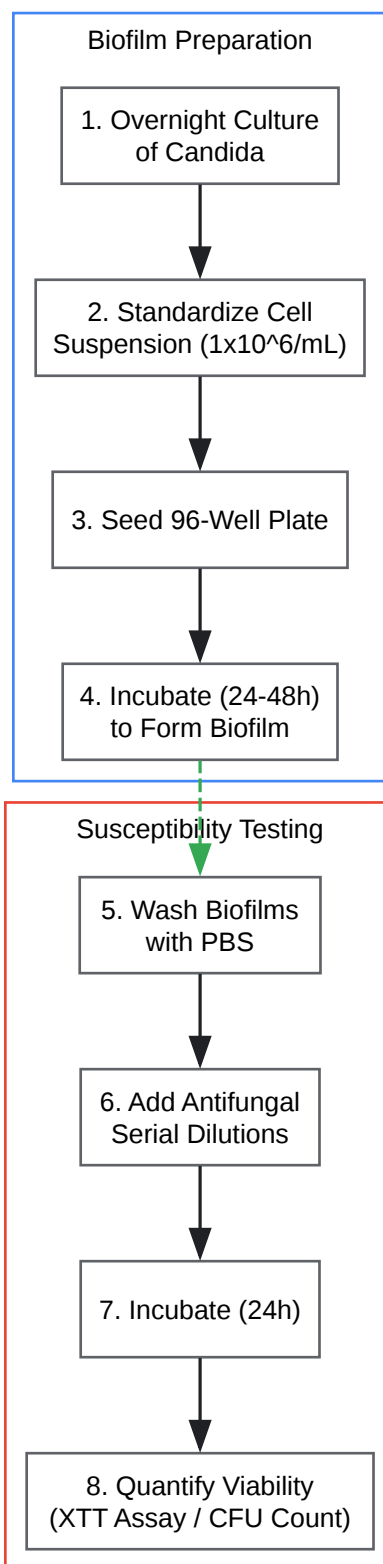 Biofilm Preparation
1. Overnight Culture
of Candida
2. Standardize Cell
Suspension (1x10^6/mL)
3. Seed 96-Well Plate
4. Incubate (24-48h)
to Form Biofilm
Susceptibility Testing
5. Wash Biofilms
with PBS
6. Add Antifungal
Serial Dilutions
7. Incubate (24h)
8. Quantify Viability
(XTT Assay / CFU Count)